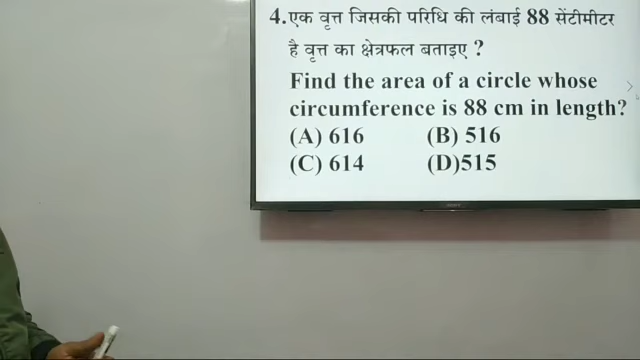 4.एक वृत्त जिसकी परिधि की लंबाई 88 सेंटीमीटर
है वृत्त का क्षेत्रफल बताइए ?
Find the area of a circle whose
circumference is 88 cm in length?
(A) 616 (B) 516
(C) 614 (D)515